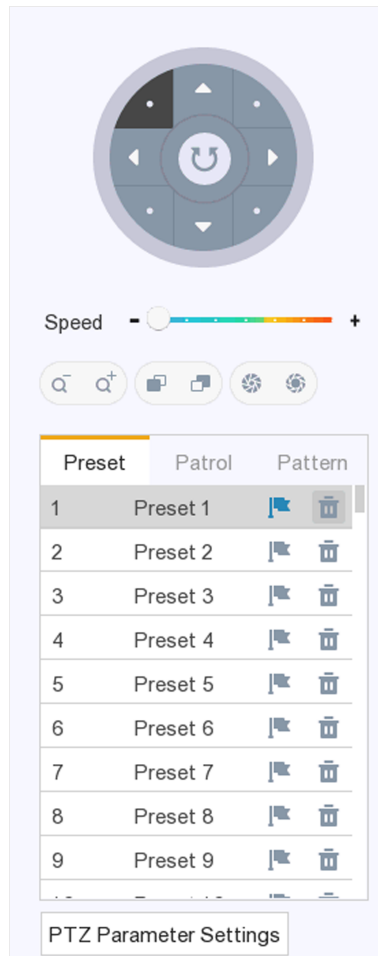 Speed - +
Preset Patrol Pattern
1 Preset 1
2 Preset 2
3 Preset 3
4 Preset 4
5 Preset 5
6 Preset 6
7 Preset 7
8 Preset 8
9 Preset 9
PTZ Parameter Settings